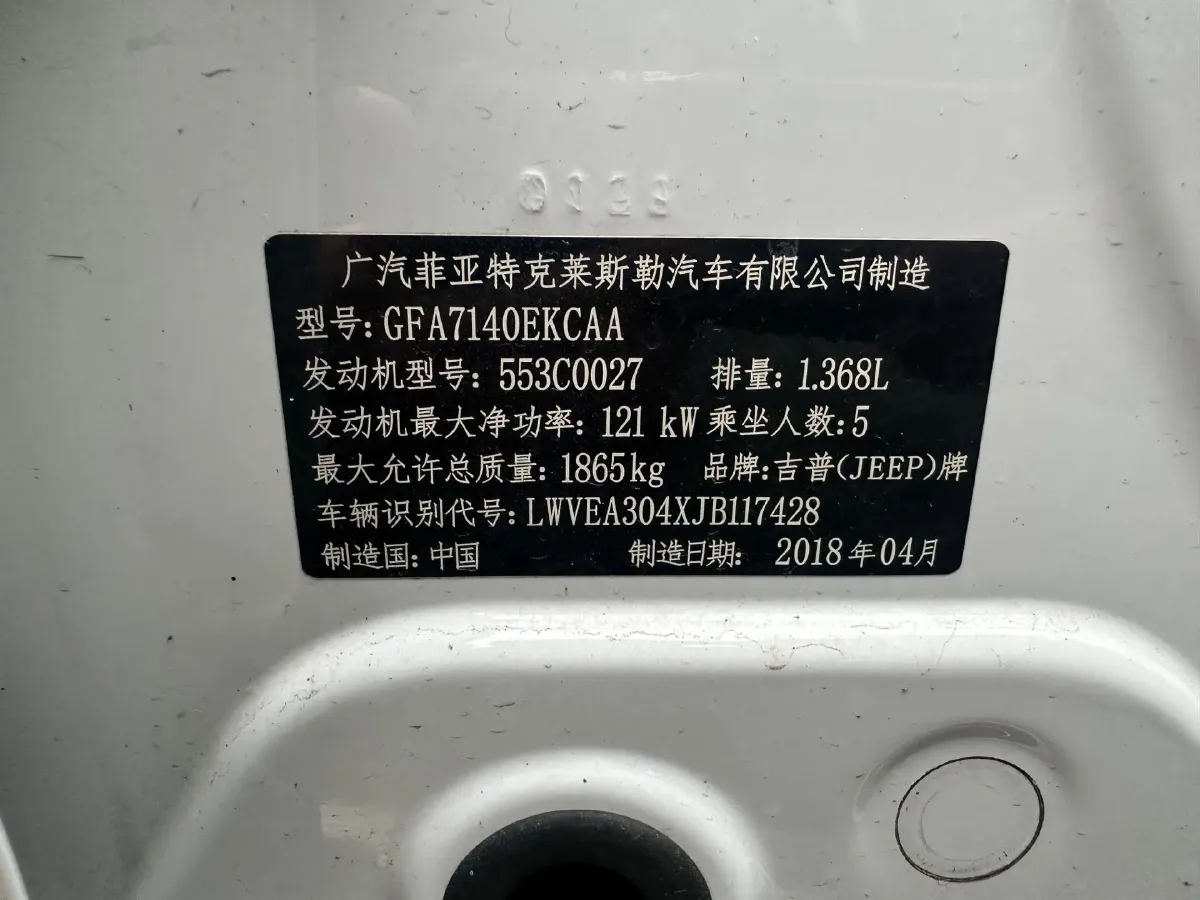 广汽菲亚特克莱斯勒汽车有限公司制造
型号: GFA7140EKCAA
发动机型号: 553C0027 排量: 1.368L
发动机最大净功率: 121 kW 乘坐人数: 5
最大允许总质量: 1865kg 品牌: 吉普(JEEP)牌
车辆识别代号: LWVEA304XJB117428
制造国: 中国 制造日期: 2018年04月